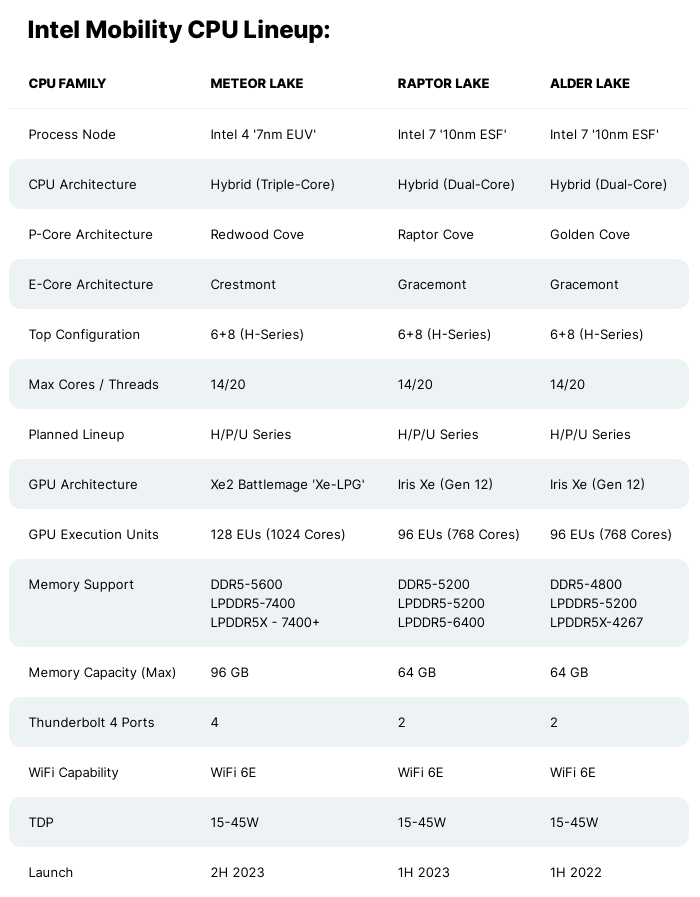 Intel Mobility CPU Lineup:
CPU FAMILY METEOR LAKE RAPTOR LAKE ALDER LAKE
Process Node Intel 4 '7nm EUV' Intel 7 '10nm ESF' Intel 7 '10nm ESF'
CPU Architecture Hybrid (Triple-Core) Hybrid (Dual-Core) Hybrid (Dual-Core)
P-Core Architecture Redwood Cove Raptor Cove Golden Cove
E-Core Architecture Crestmont Gracemont Gracemont
Top Configuration 6+8 (H-Series) 6+8 (H-Series) 6+8 (H-Series)
Max Cores / Threads 14/20 14/20 14/20
Planned Lineup H/P/U Series H/P/U Series H/P/U Series
GPU Architecture Xe2 Battlemage 'Xe-LPG' Iris Xe (Gen 12) Iris Xe (Gen 12)
GPU Execution Units 128 EUs (1024 Cores) 96 EUs (768 Cores) 96 EUs (768 Cores)
Memory Support DDR5-5600 DDR5-5200 DDR5-4800
LPDDR5-7400 LPDDR5-5200 LPDDR5-5200
LPDDR5X - 7400+ LPDDR5-6400 LPDDR5X-4267
Memory Capacity (Max) 96 GB 64 GB 64 GB
Thunderbolt 4 Ports 4 2 2
WiFi Capability WiFi 6E WiFi 6E WiFi 6E
TDP 15-45W 15-45W 15-45W
Launch 2H 2023 1H 2023 1H 2022